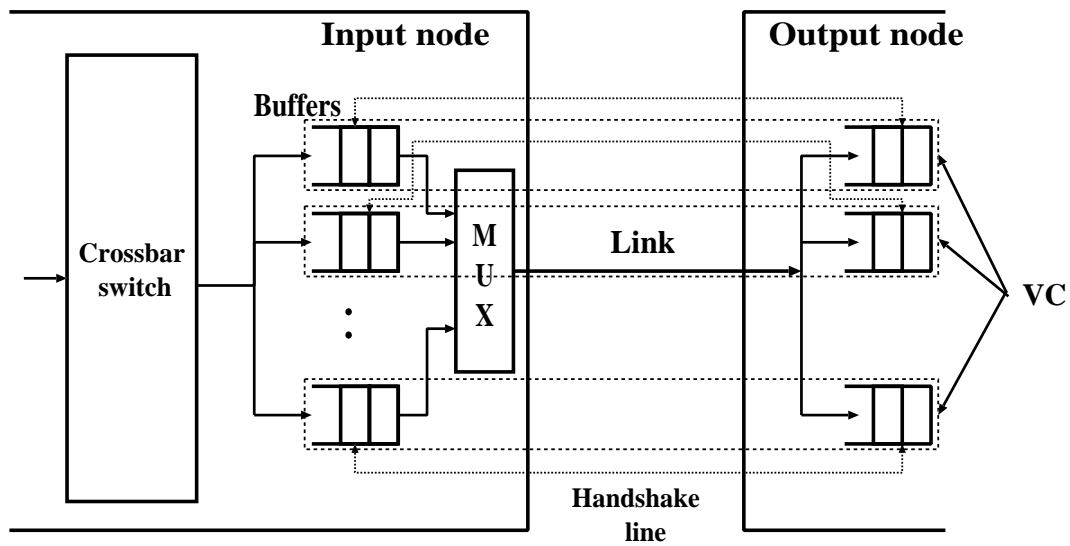 Input node
Output node
Buffers
Crossbar
switch
M
U
X
Link
VC
Handshake
line